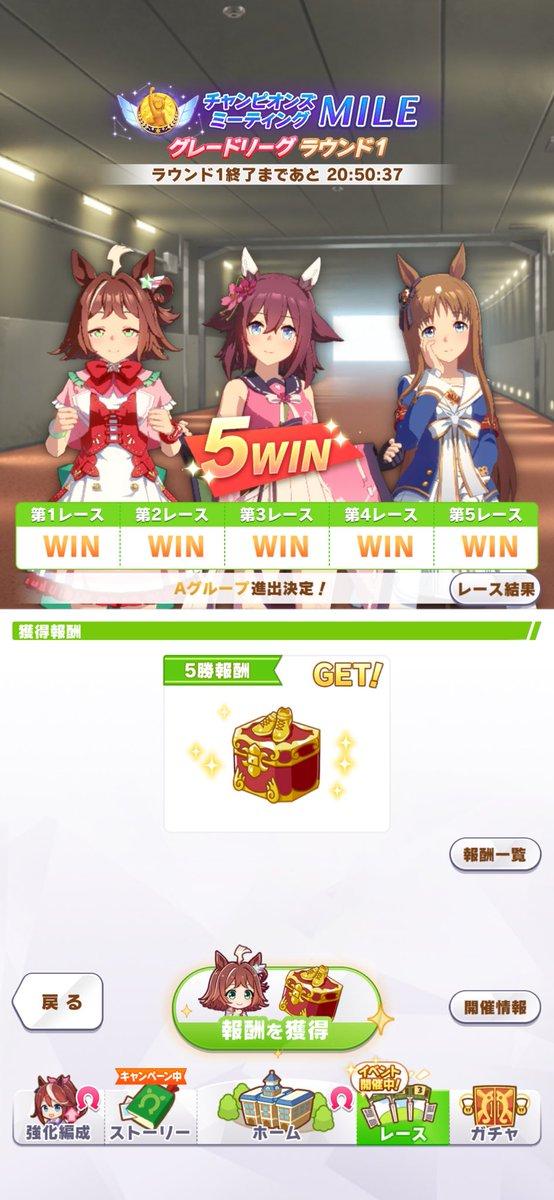 チャンピオンズ
ミーティング MILE
グレードリーグ ラウンド1
ラウンド1終了まであと 20:50:37
5WIN
第1レース 第2レース 第3レース 第4レース 第5レース
WIN WIN WIN WIN WIN
Aグループ進出決定!
レース結果
獲得報酬
5勝報酬 GET!
報酬一覧
戻る
報酬を獲得
開催情報
キャンペーン中
イベント
開催中!
3
強化編成 ストーリー ホーム レース ガチャ